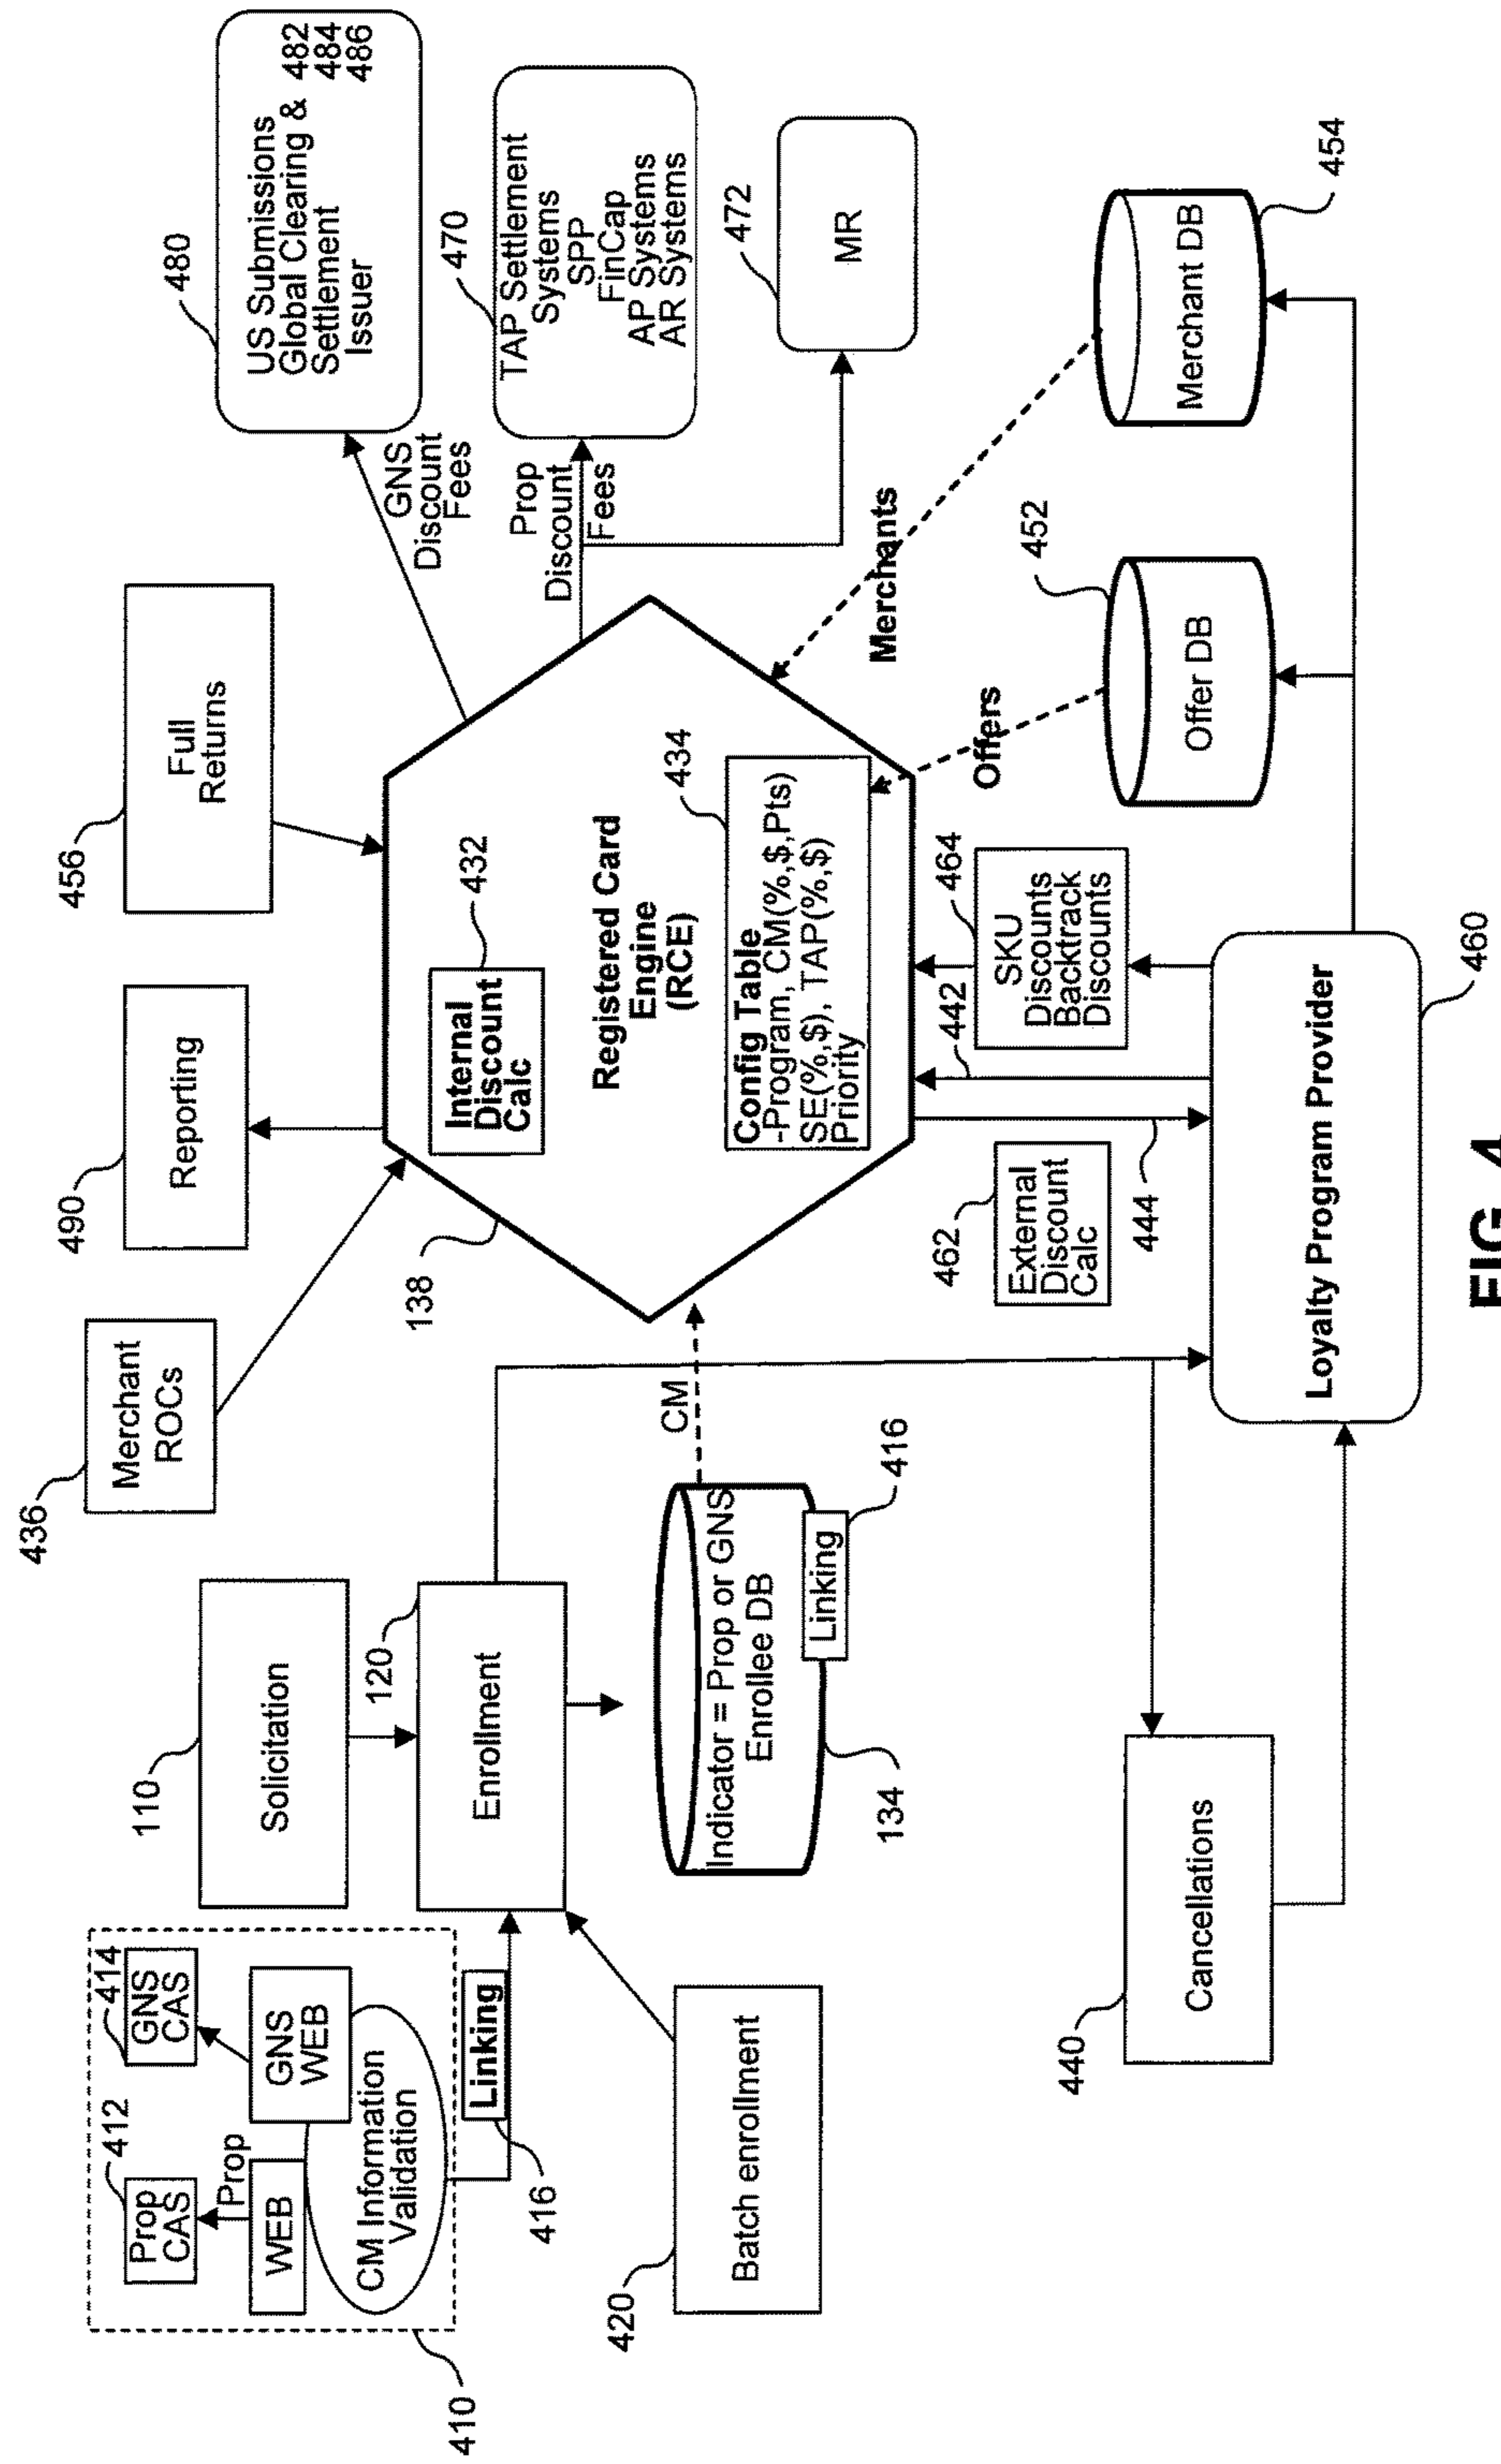 436
Merchant
ROCs
490
Reporting
456
Full
Returns
480
US Submissions
Global Clearing &
Settlement
Issuer
482
484
486
GNS
Discount
Fees
470
TAP Settlement
Systems
SPP
FinCap
AP Systems
AR Systems
Prop
Discount
Fees
472
MR
410
412
Prop
CAS
414
GNS
CAS
Prop
WEB
GNS
WEB
CM Information
Validation
Linking
416
110
Solicitation
120
Enrollment
420
Batch enrollment
Indicator = Prop or GNS
Enrollee DB
Linking
416
134
CM
138
Internal
Discount
Calc
432
Registered Card
Engine
(RCE)
434
Config Table
-Program, CM(%,$,Pts)
SE(%,$), TAP(%,$)
Priority
Merchants
Offers
452
Offer DB
454
Merchant DB
464
SKU
Discounts
Backtrack
Discounts
442
444
462
External
Discount
Calc
440
Cancellations
Loyalty Program Provider
460
FIG 4